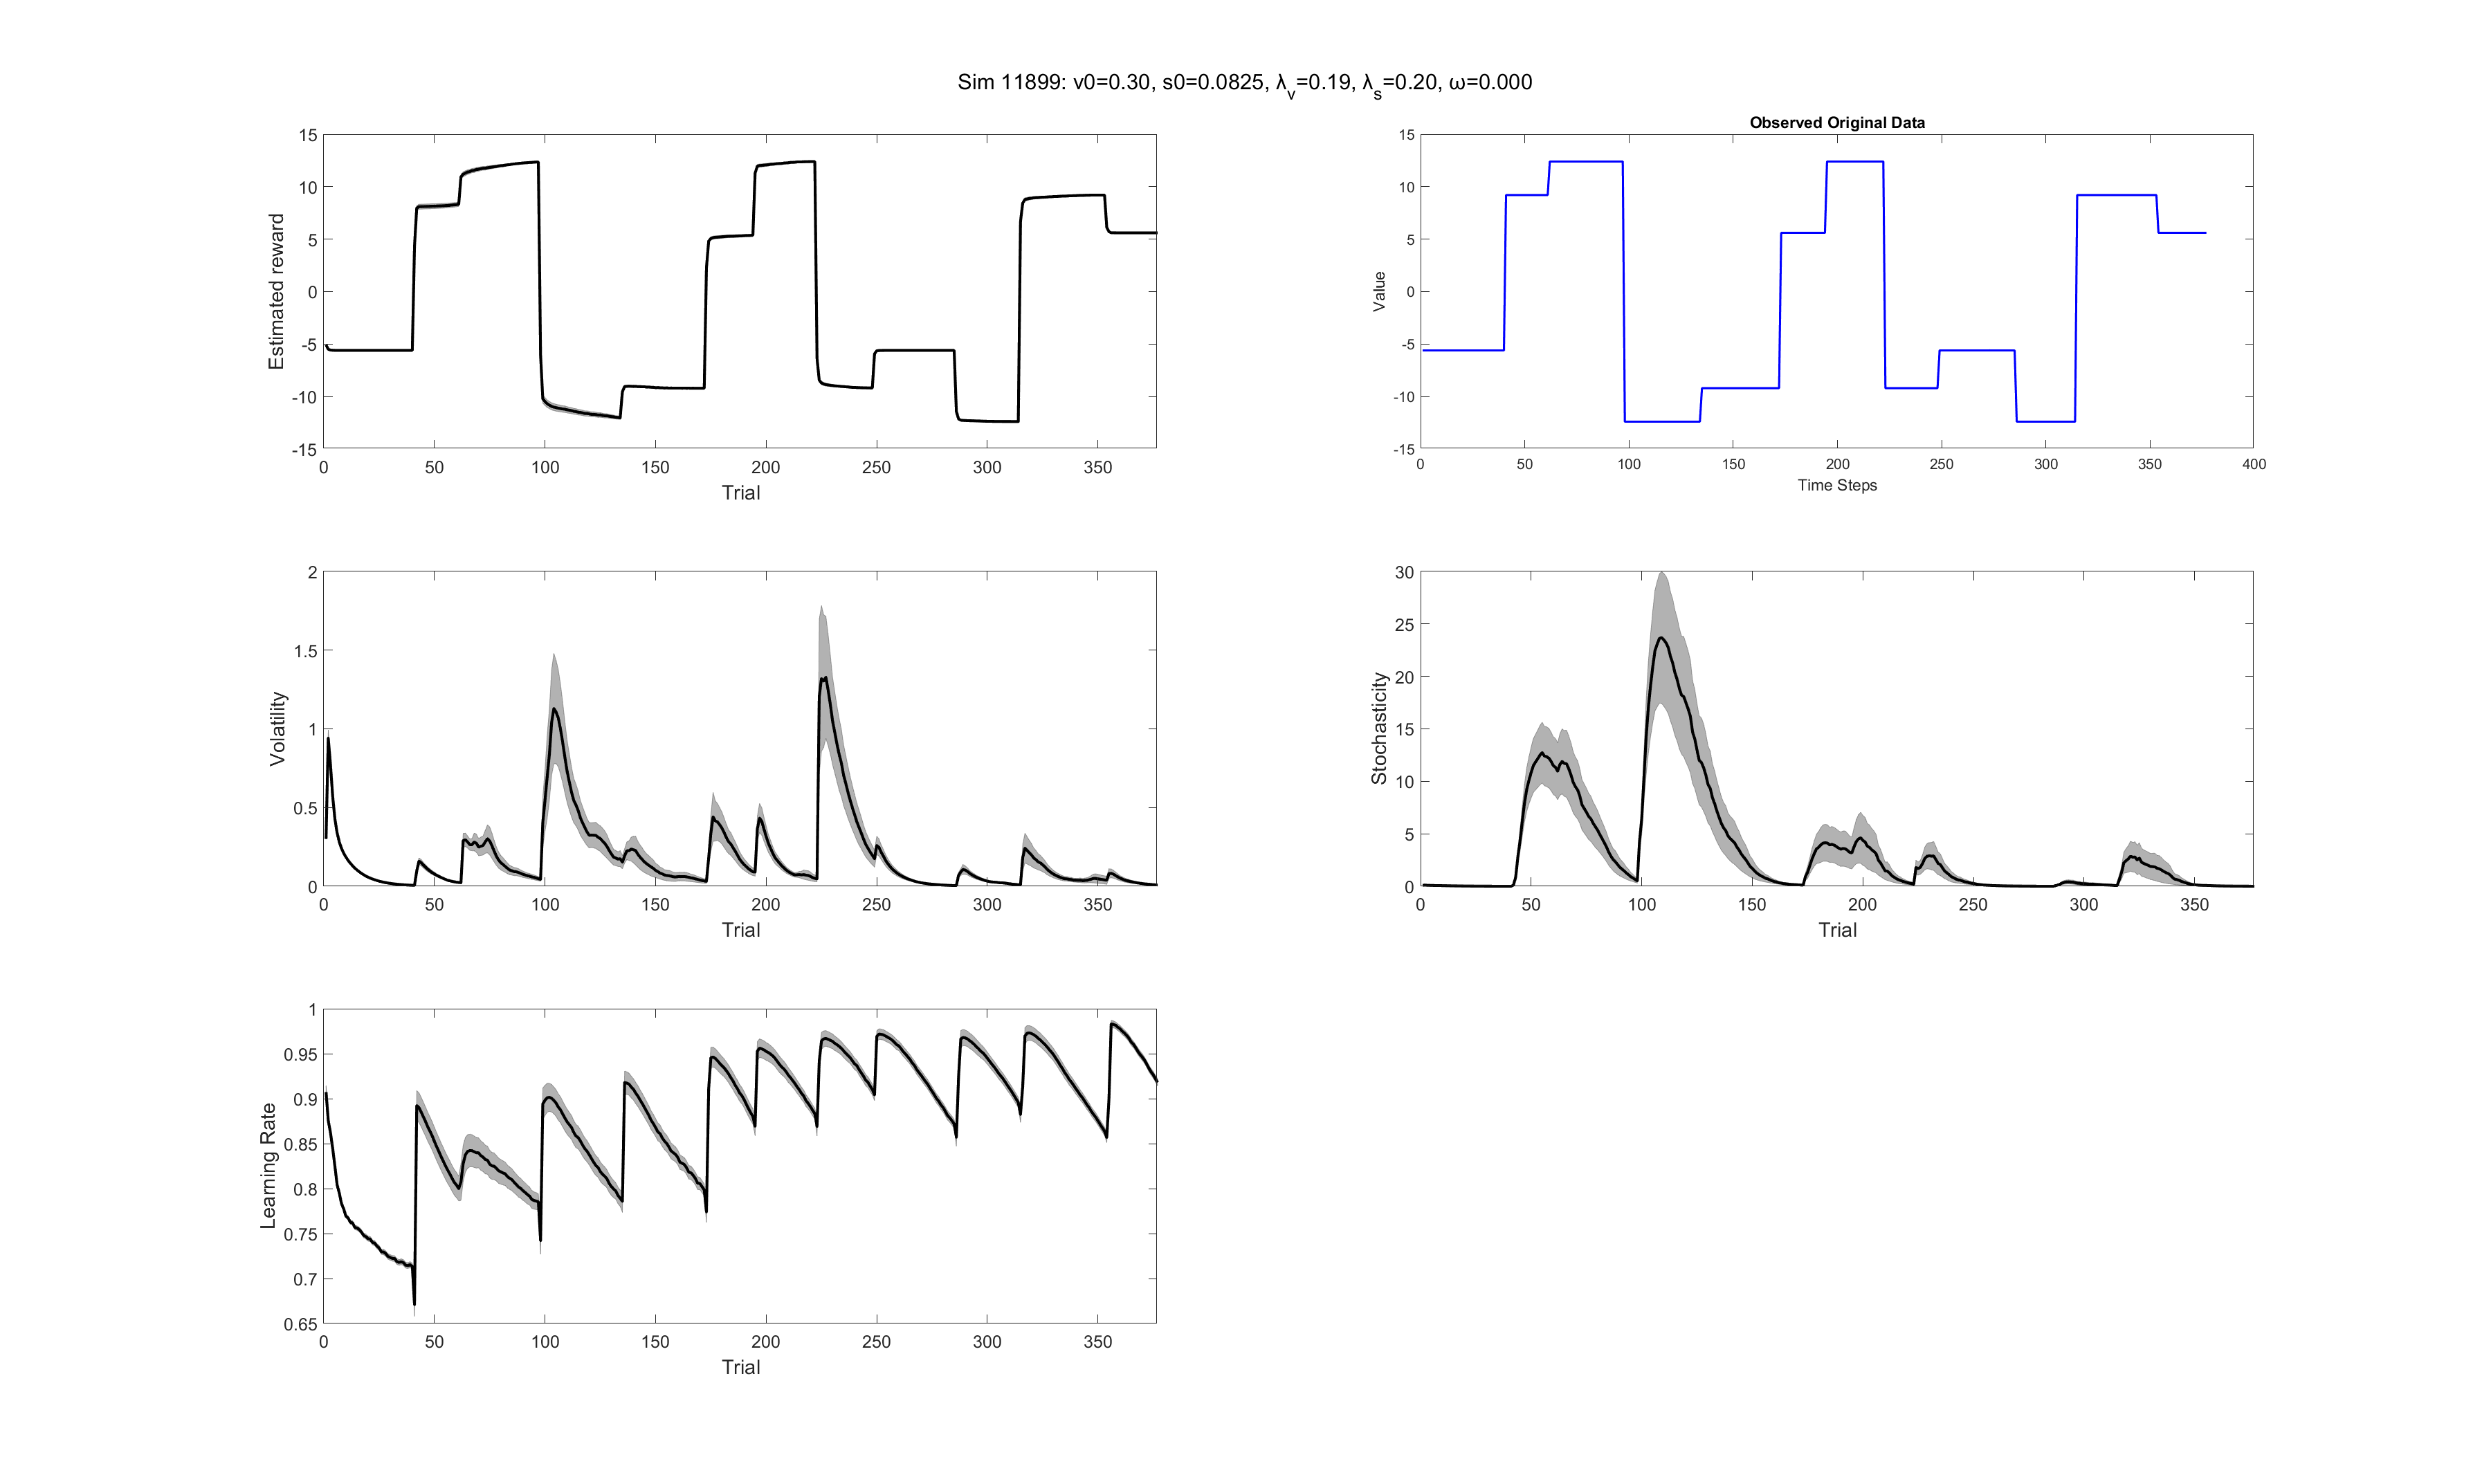 Sim 11899: v0=0.30, s0=0.0825, λv=0.19, λs=0.20, ω=0.000
15
10
5
0
-5
-10
-15
Estimated reward
0 50 100 150 200 250 300 350
Trial
Observed Original Data
15
10
5
0
-5
-10
-15
Value
0 50 100 150 200 250 300 350 400
Time Steps
2
1.5
1
0.5
0
Volatility
0 50 100 150 200 250 300 350
Trial
30
25
20
15
10
5
0
Stochasticity
0 50 100 150 200 250 300 350
Trial
1
0.95
0.9
0.85
0.8
0.75
0.7
0.65
Learning Rate
0 50 100 150 200 250 300 350
Trial